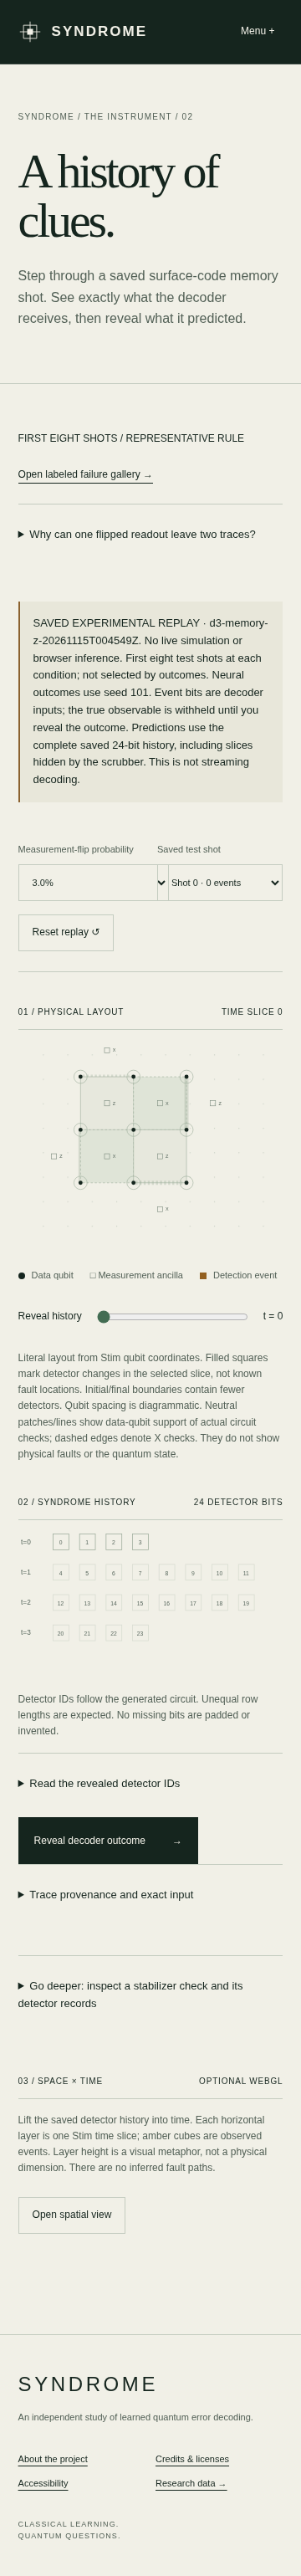 SYNDROME
Menu +
SYNDROME / THE INSTRUMENT / 02
A history of
clues.
Step through a saved surface-code memory
shot. See exactly what the decoder
receives, then reveal what it predicted.
FIRST EIGHT SHOTS / REPRESENTATIVE RULE
Open labeled failure gallery →
▶ Why can one flipped readout leave two traces?
SAVED EXPERIMENTAL REPLAY · d3-memory-
z-20261115T004549Z. No live simulation or
browser inference. First eight test shots at each
condition; not selected by outcomes. Neural
outcomes use seed 101. Event bits are decoder
inputs; the true observable is withheld until you
reveal the outcome. Predictions use the
complete saved 24-bit history, including slices
hidden by the scrubber. This is not streaming
decoding.
Measurement-flip probability Saved test shot
3.0% Shot 0 · 0 events
Reset replay ↺
01 / PHYSICAL LAYOUT TIME SLICE 0
X
Z X Z
Z X Z
X
Data qubit □ Measurement ancilla Detection event
Reveal history t = 0
Literal layout from Stim qubit coordinates. Filled squares
mark detector changes in the selected slice, not known
fault locations. Initial/final boundaries contain fewer
detectors. Qubit spacing is diagrammatic. Neutral
patches/lines show data-qubit support of actual circuit
checks; dashed edges denote X checks. They do not show
physical faults or the quantum state.
02 / SYNDROME HISTORY 24 DETECTOR BITS
t=0 0 1 2 3
t=1 4 5 6 7 8 9 10 11
t=2 12 13 14 15 16 17 18 19
t=3 20 21 22 23
Detector IDs follow the generated circuit. Unequal row
lengths are expected. No missing bits are padded or
invented.
▶ Read the revealed detector IDs
Reveal decoder outcome →
▶ Trace provenance and exact input
▶ Go deeper: inspect a stabilizer check and its
detector records
03 / SPACE × TIME OPTIONAL WEBGL
Lift the saved detector history into time. Each horizontal
layer is one Stim time slice; amber cubes are observed
events. Layer height is a visual metaphor, not a physical
dimension. There are no inferred fault paths.
Open spatial view
SYNDROME
An independent study of learned quantum error decoding.
About the project Credits & licenses
Accessibility Research data →
CLASSICAL LEARNING.
QUANTUM QUESTIONS.